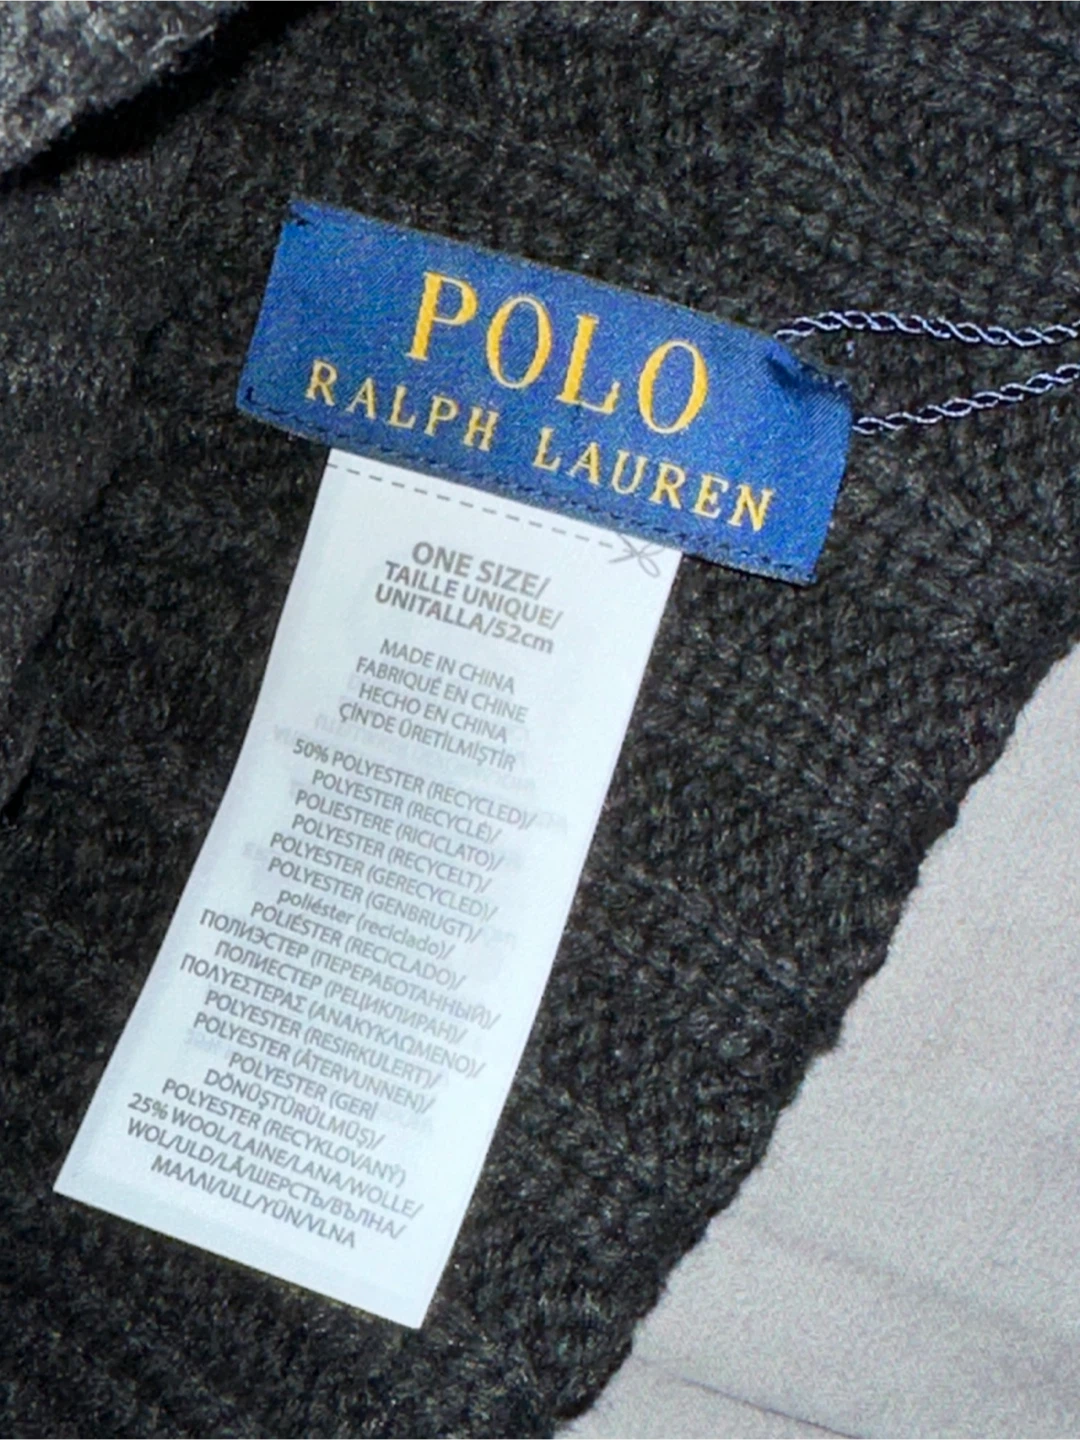 POLO
RALPH LAUREN
ONE SIZE/
TAILLE UNIQUE/
UNITALLA/52cm
MADE IN CHINA
FABRIQUÉ EN CHINE
HECHO EN CHINA
ÇİN'DE ÜRETİLMİŞTİR
50% POLYESTER (RECYCLED)/
POLYESTER (RECYCLÉ)/
POLIESTERE (RICICLATO)/
POLYESTER (RECYCELT)/
POLYESTER (GERECYCLED)/
POLYESTER (GENBRUGT)/
poliéster (reciclado)/
POLIÉSTER (RECICLADO)/
ПОЛИЭСТЕР (ПЕРЕРАБОТАННЫЙ)/
ПОЛИЕСТЕР (РЕЦИКЛИРАН)/
ΠΟΛΥΕΣΤΕΡΑΣ (ΑΝΑΚΥΚΛΩΜΕΝΟ)/
POLYESTER (RESIRKULERT)/
POLYESTER (ÅTERVUNNEN)/
POLYESTER (GERİ
DÖNÜŞTÜRÜLMÜŞ)/
POLYESTER (RECYKLOVANÝ)
25% WOOL/LAINE/LANA/WOLLE/
WOL/ULD/LÃ/ШЕРСТЬ/ВЪЛНА/
ΜΑΛΛΙ/ULL/YÜN/VLNA